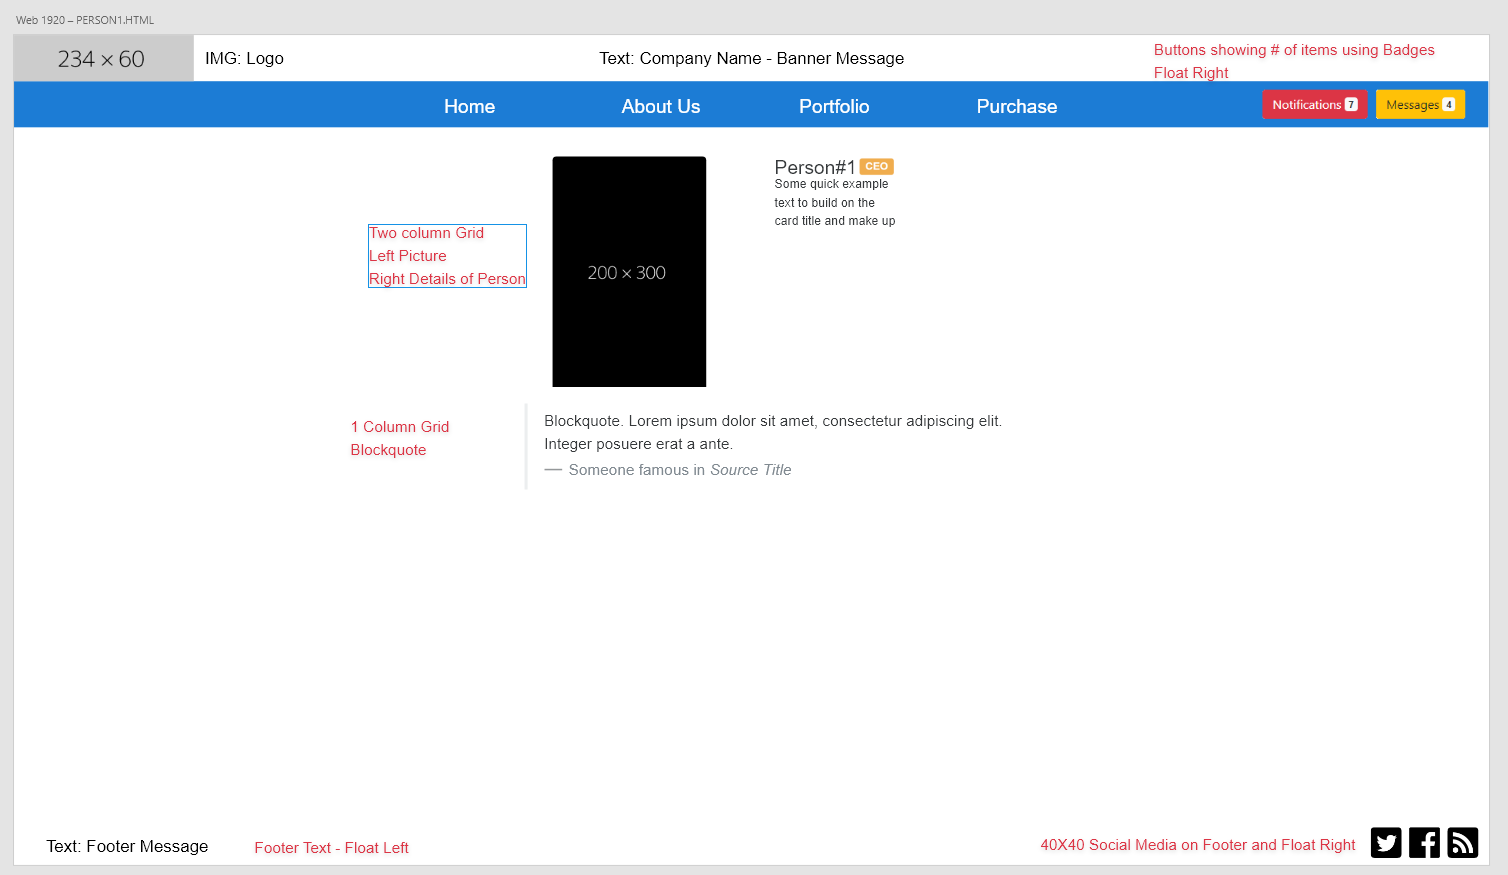 Web 1920 – PERSON1.HTML
234 × 60
IMG: Logo
Text: Company Name - Banner Message
Buttons showing # of items using Badges
Float Right
Home
About Us
Portfolio
Purchase
Notifications 7
Messages 4
Person#1 CEO
Some quick example
text to build on the
card title and make up
Two column Grid
Left Picture
Right Details of Person
200 × 300
1 Column Grid
Blockquote
Blockquote. Lorem ipsum dolor sit amet, consectetur adipiscing elit.
Integer posuere erat a ante.
— Someone famous in Source Title
Text: Footer Message
Footer Text - Float Left
40X40 Social Media on Footer and Float Right